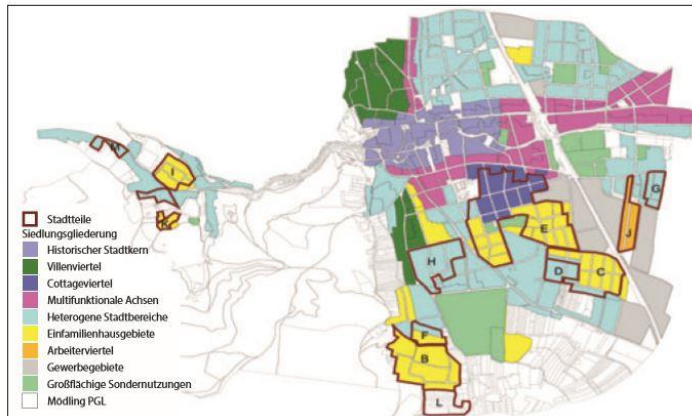 M
I
K
G
J
E
H
D
C
F
B
L
Stadtteile
Siedlungsgliederung
Historischer Stadtkern
Villenviertel
Cottageviertel
Multifunktionale Achsen
Heterogene Stadtbereiche
Einfamilienhausgebiete
Arbeiterviertel
Gewerbegebiete
Großflächige Sondernutzungen
Mödling PGL